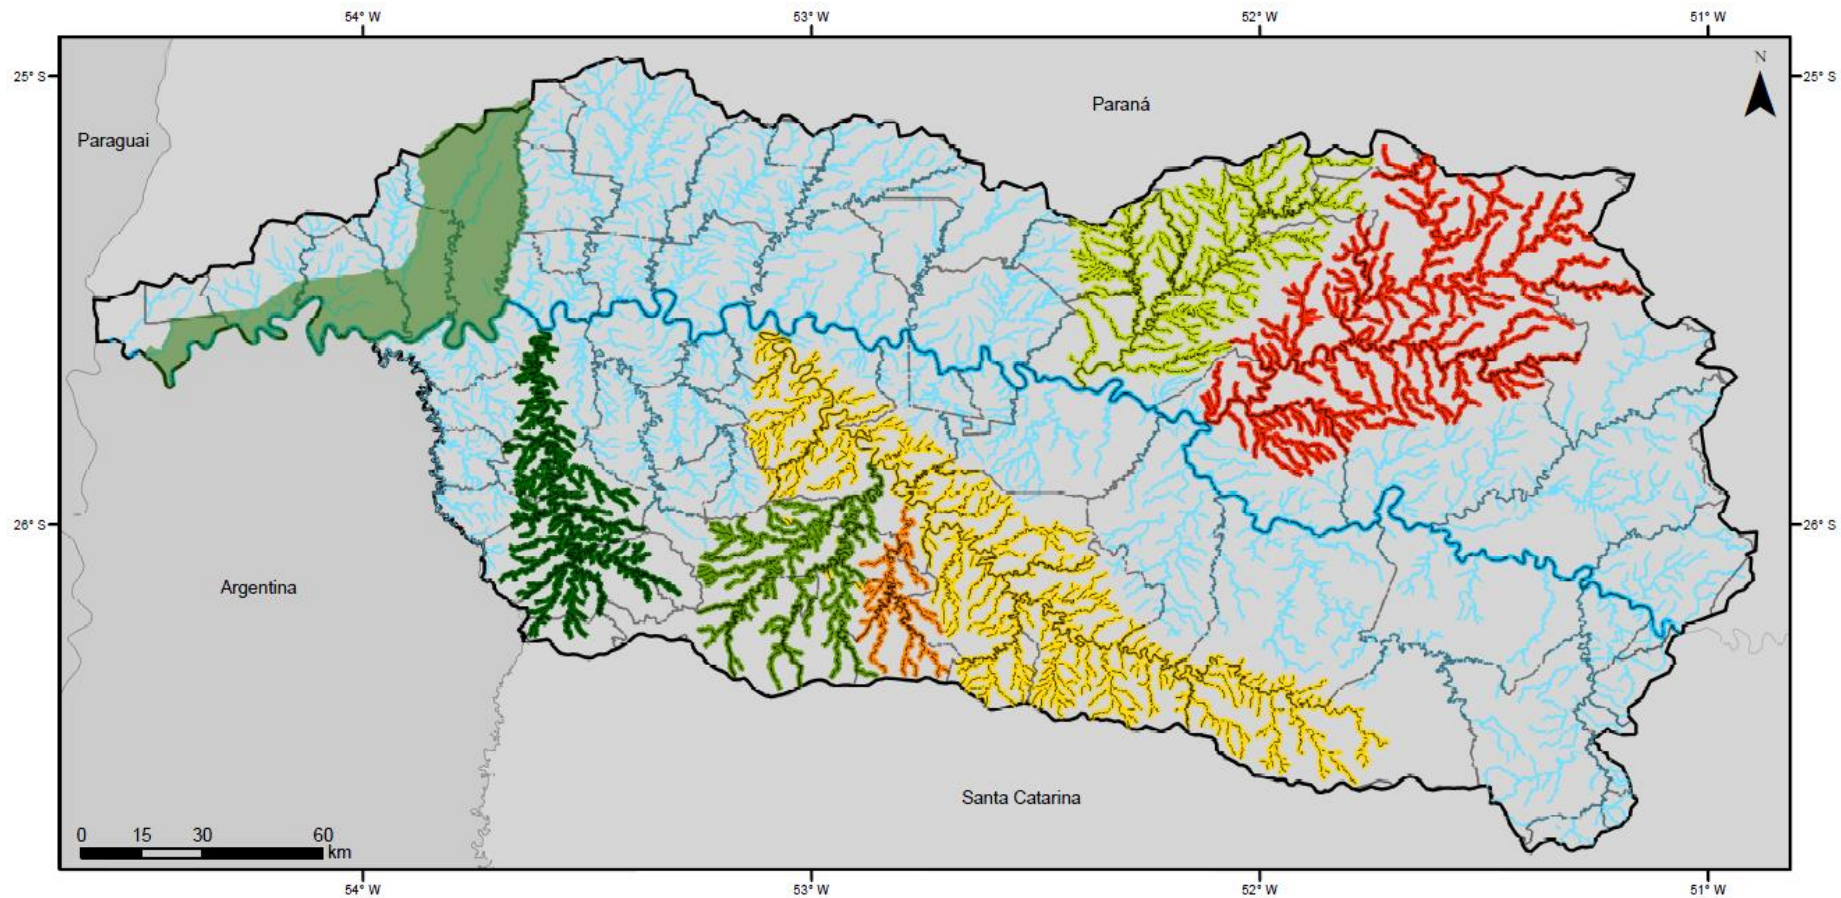 54° W 53° W 52° W 51° W
N
25° S 25° S
Paraná
Paraguai
26° S 26° S
Argentina
Santa Catarina
0 15 30 60
km
54° W 53° W 52° W 51° W